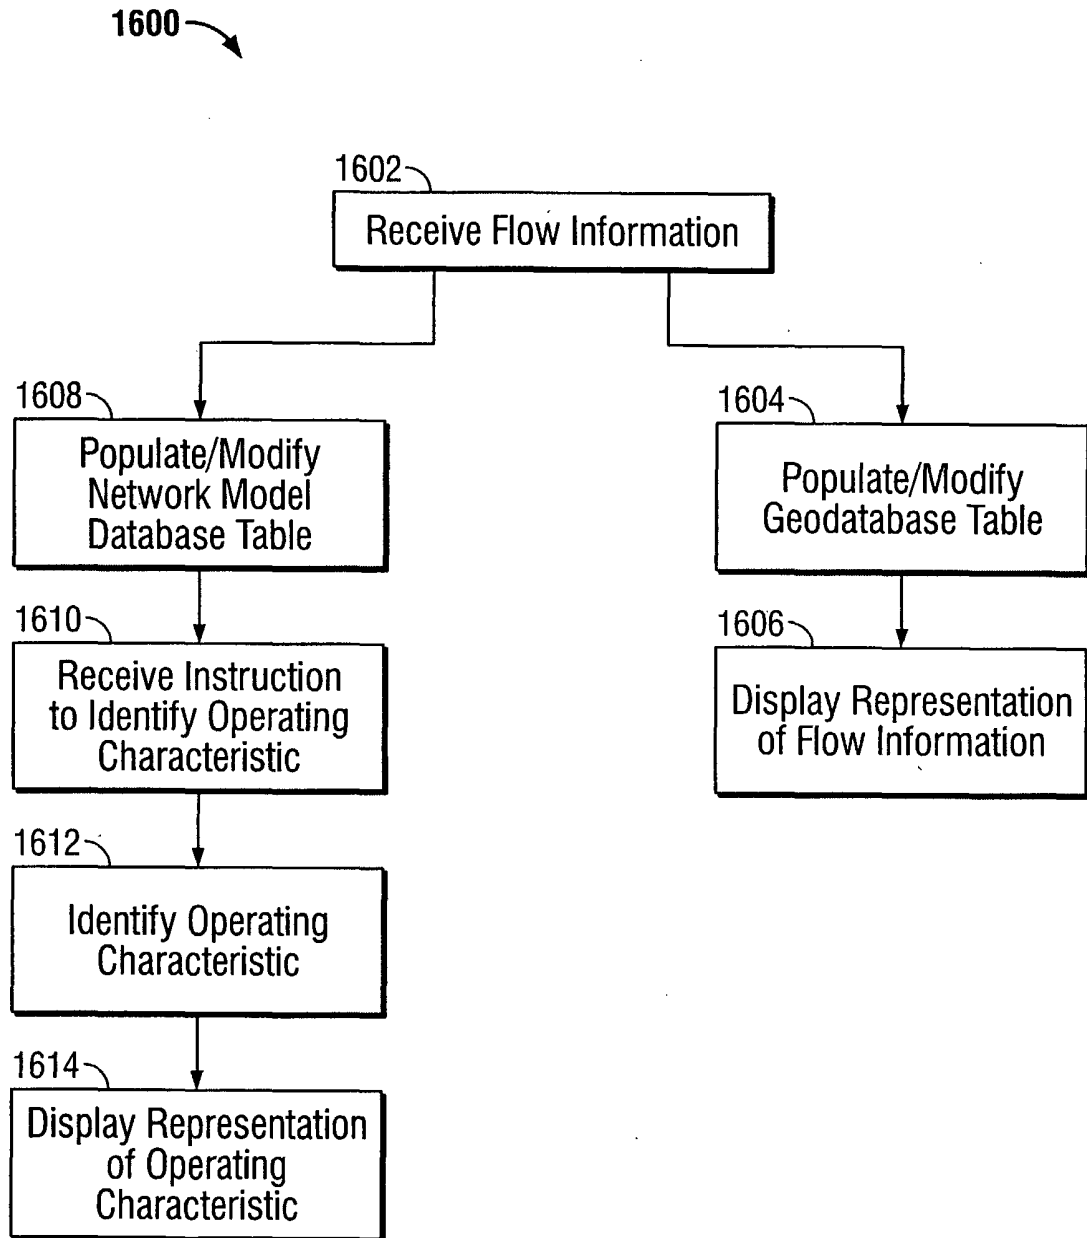 1600
1602
Receive Flow Information
1608
Populate/Modify
Network Model
Database Table
1604
Populate/Modify
Geodatabase Table
1610
Receive Instruction
to Identify Operating
Characteristic
1606
Display Representation
of Flow Information
1612
Identify Operating
Characteristic
1614
Display Representation
of Operating
Characteristic